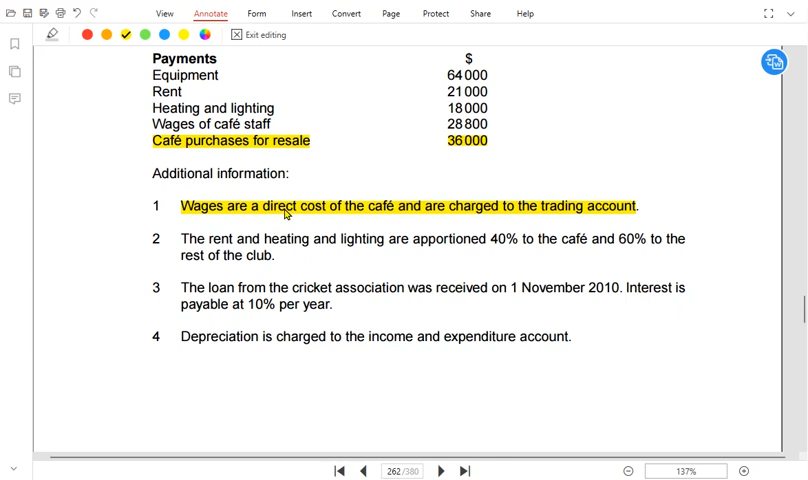 View Annotate Form Insert Convert Page Protect Share Help
Exit editing
Payments $
Equipment 64 000
Rent 21 000
Heating and lighting 18 000
Wages of café staff 28 800
Café purchases for resale 36 000
Additional information:
1 Wages are a direct cost of the café and are charged to the trading account.
2 The rent and heating and lighting are apportioned 40% to the café and 60% to the
rest of the club.
3 The loan from the cricket association was received on 1 November 2010. Interest is
payable at 10% per year.
4 Depreciation is charged to the income and expenditure account.
262 /380 137%